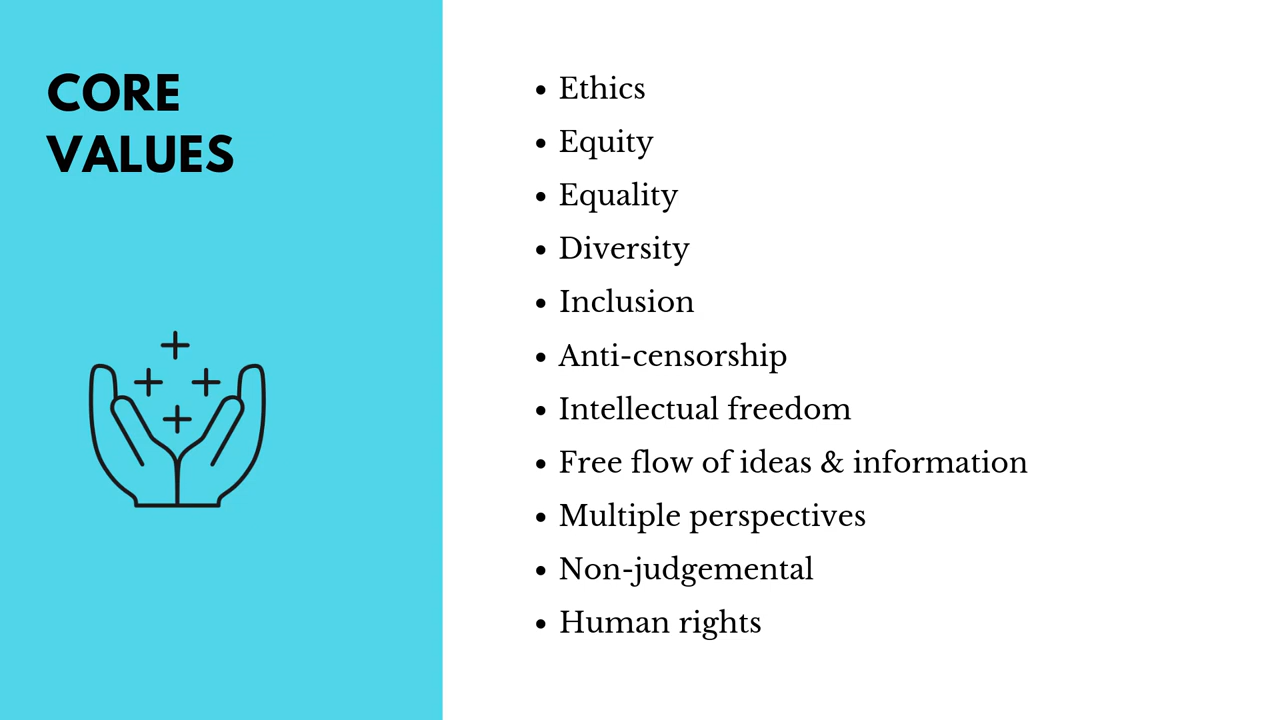 CORE
VALUES
• Ethics
• Equity
• Equality
• Diversity
• Inclusion
• Anti-censorship
• Intellectual freedom
• Free flow of ideas & information
• Multiple perspectives
• Non-judgemental
• Human rights